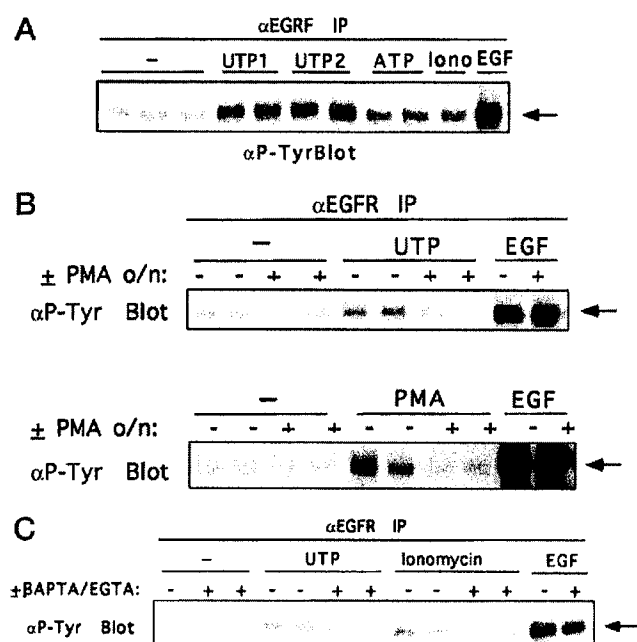 A
αEGRF IP
– UTP1 UTP2 ATP Iono EGF
αP-TyrBlot
B
αEGFR IP
– UTP EGF
± PMA o/n: - - + + - - + + - +
αP-Tyr Blot
– PMA EGF
± PMA o/n: - - + + - - + + - +
αP-Tyr Blot
C
αEGFR IP
– UTP Ionomycin EGF
±BAPTA/EGTA: - + + - - + + - - + + - +
αP-Tyr Blot